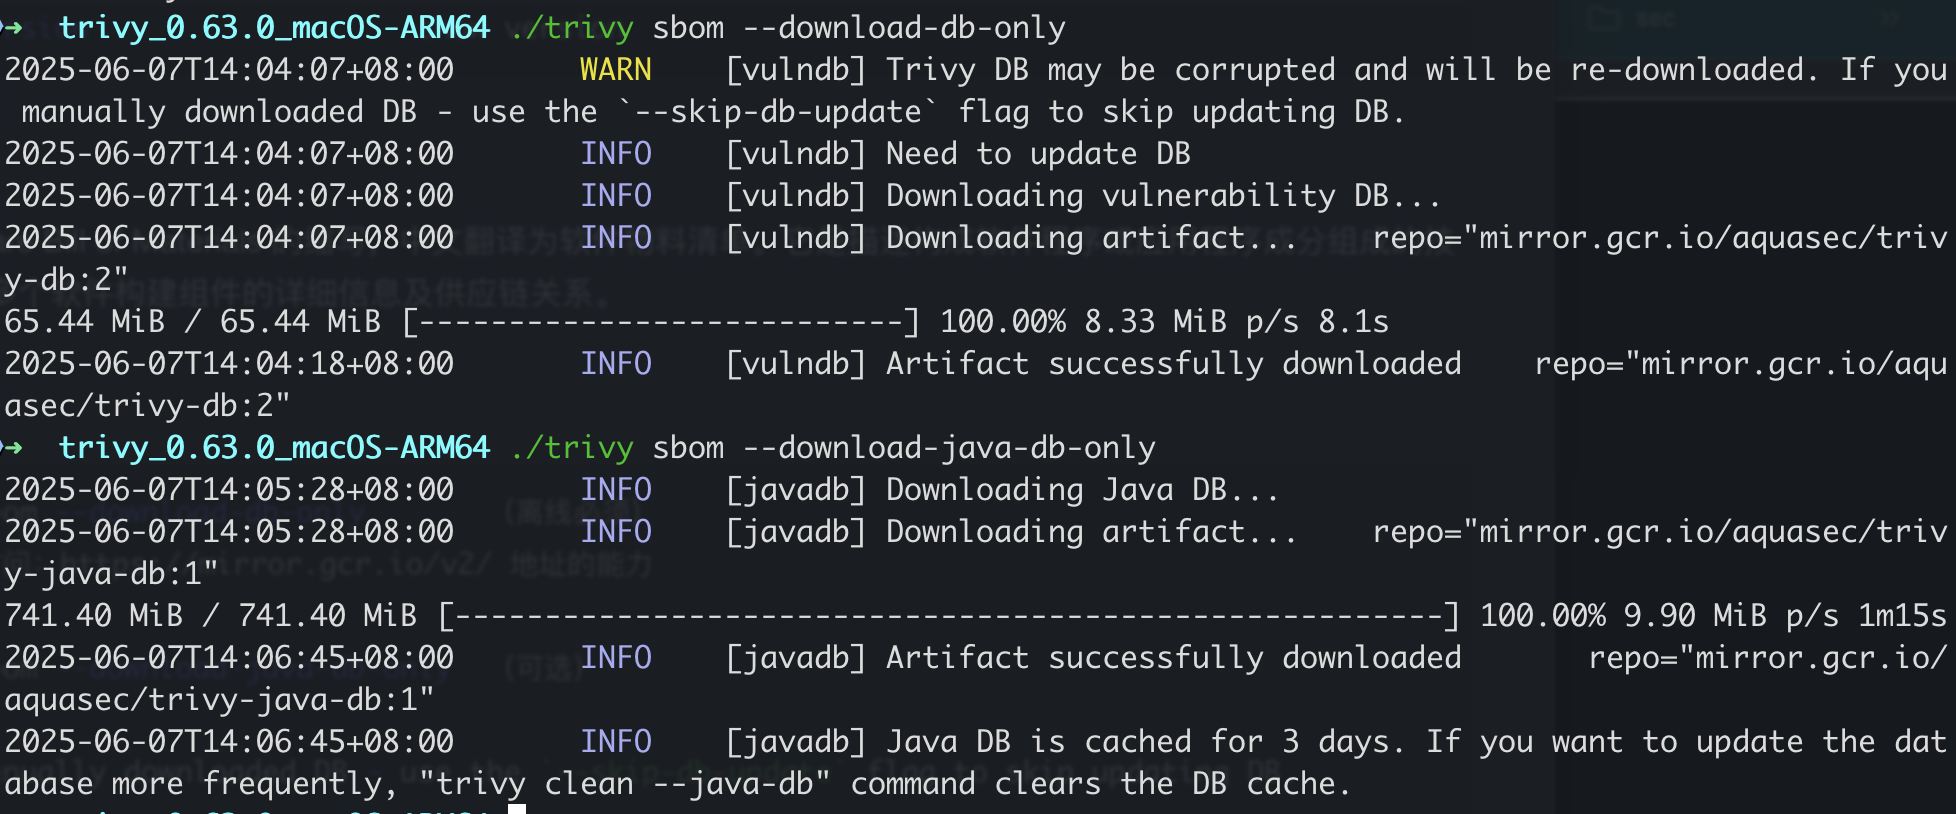 ➜ trivy_0.63.0_macOS-ARM64 ./trivy sbom --download-db-only
2025-06-07T14:04:07+08:00 WARN [vulndb] Trivy DB may be corrupted and will be re-downloaded. If you
manually downloaded DB - use the `--skip-db-update` flag to skip updating DB.
2025-06-07T14:04:07+08:00 INFO [vulndb] Need to update DB
2025-06-07T14:04:07+08:00 INFO [vulndb] Downloading vulnerability DB...
2025-06-07T14:04:07+08:00 INFO [vulndb] Downloading artifact... repo="mirror.gcr.io/aquasec/triv
y-db:2"
65.44 MiB / 65.44 MiB [---------------------------] 100.00% 8.33 MiB p/s 8.1s
2025-06-07T14:04:18+08:00 INFO [vulndb] Artifact successfully downloaded repo="mirror.gcr.io/aqu
asec/trivy-db:2"
➜ trivy_0.63.0_macOS-ARM64 ./trivy sbom --download-java-db-only
2025-06-07T14:05:28+08:00 INFO [javadb] Downloading Java DB...
2025-06-07T14:05:28+08:00 INFO [javadb] Downloading artifact... repo="mirror.gcr.io/aquasec/triv
y-java-db:1"
741.40 MiB / 741.40 MiB [-------------------------------------------------------] 100.00% 9.90 MiB p/s 1m15s
2025-06-07T14:06:45+08:00 INFO [javadb] Artifact successfully downloaded repo="mirror.gcr.io/
aquasec/trivy-java-db:1"
2025-06-07T14:06:45+08:00 INFO [javadb] Java DB is cached for 3 days. If you want to update the dat
abase more frequently, "trivy clean --java-db" command clears the DB cache.